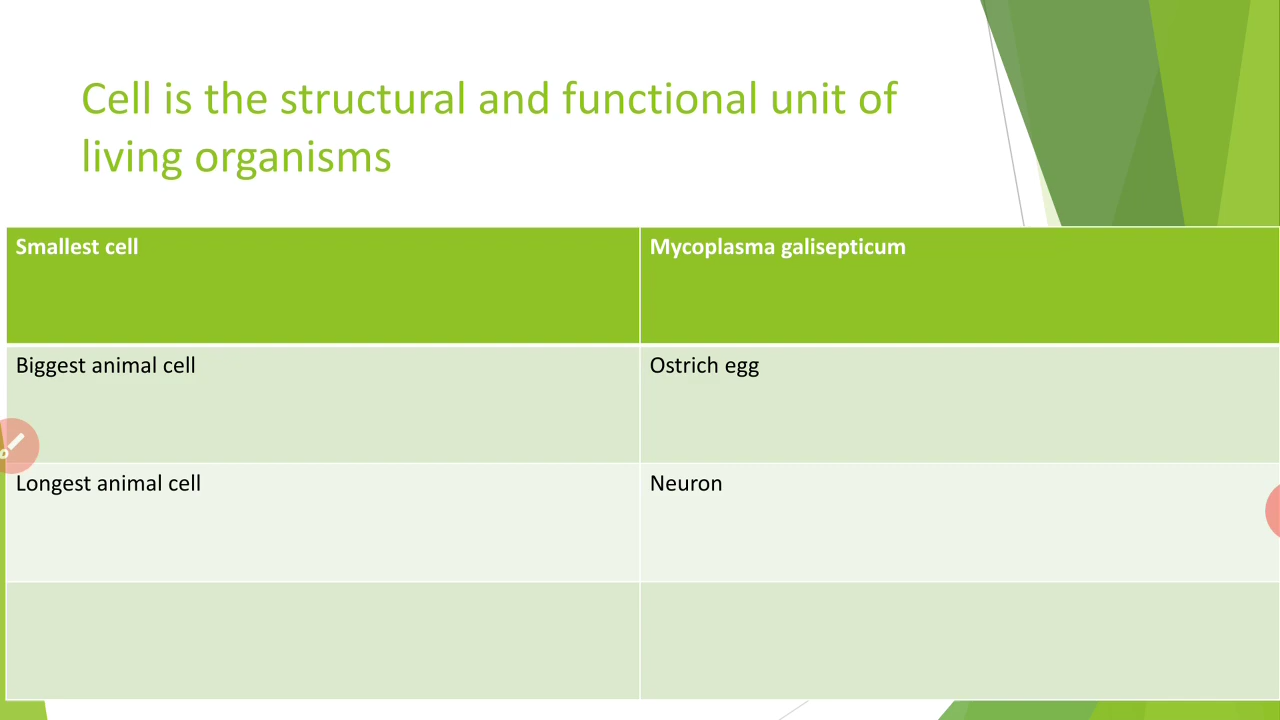 Cell is the structural and functional unit of
living organisms
Smallest cell
Mycoplasma galisepticum
Biggest animal cell
Ostrich egg
Longest animal cell
Neuron